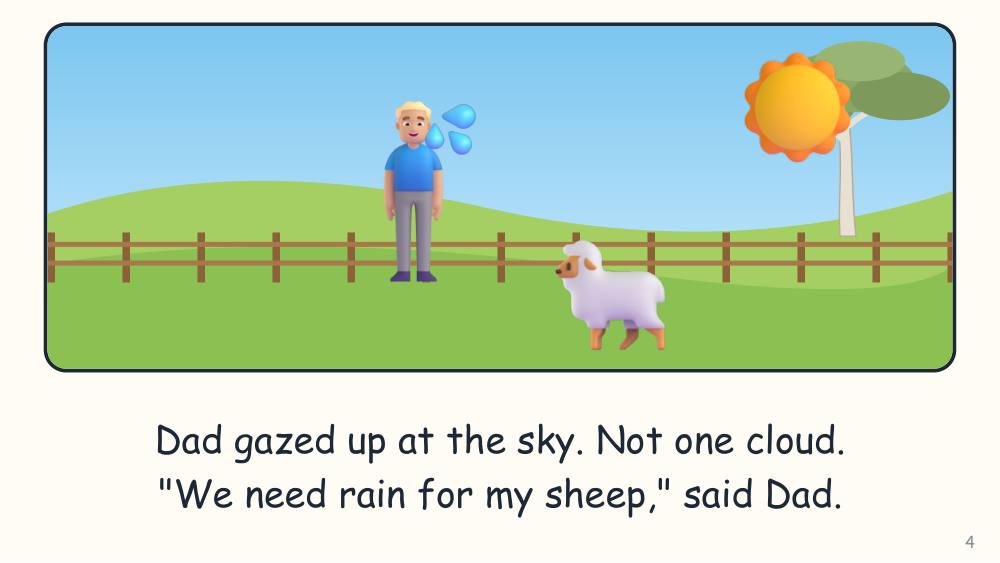 Dad gazed up at the sky. Not one cloud.
"We need rain for my sheep," said Dad.
4